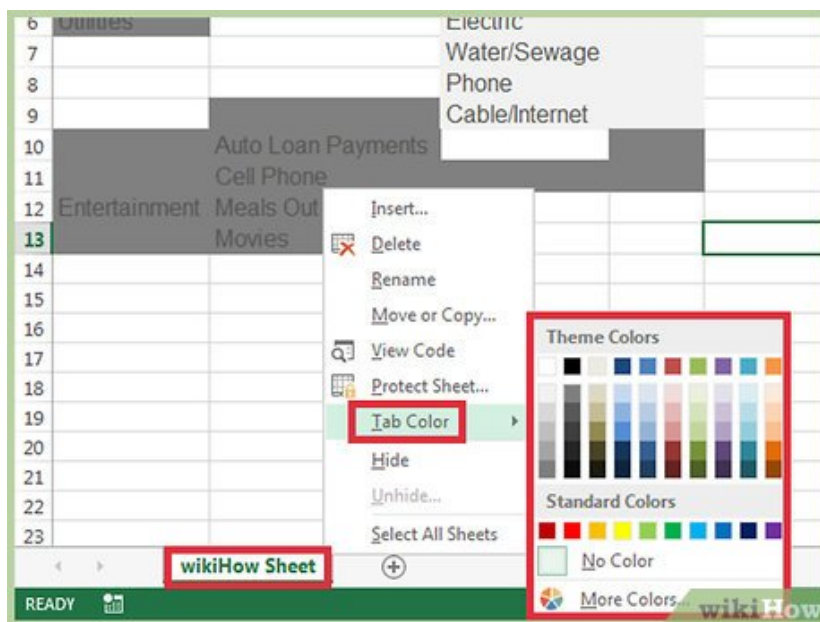 6 Utilities Electric
7 Water/Sewage
8 Phone
9 Cable/Internet
10 Auto Loan Payments
11 Cell Phone
12 Entertainment Meals Out
13 Movies
14
15
16
17
18
19
20
21
22
23
Insert...
Delete
Rename
Move or Copy...
View Code
Protect Sheet...
Tab Color
Hide
Unhide...
Select All Sheets
Theme Colors
Standard Colors
No Color
More Colors...
wikiHow Sheet
READY
wikiHow